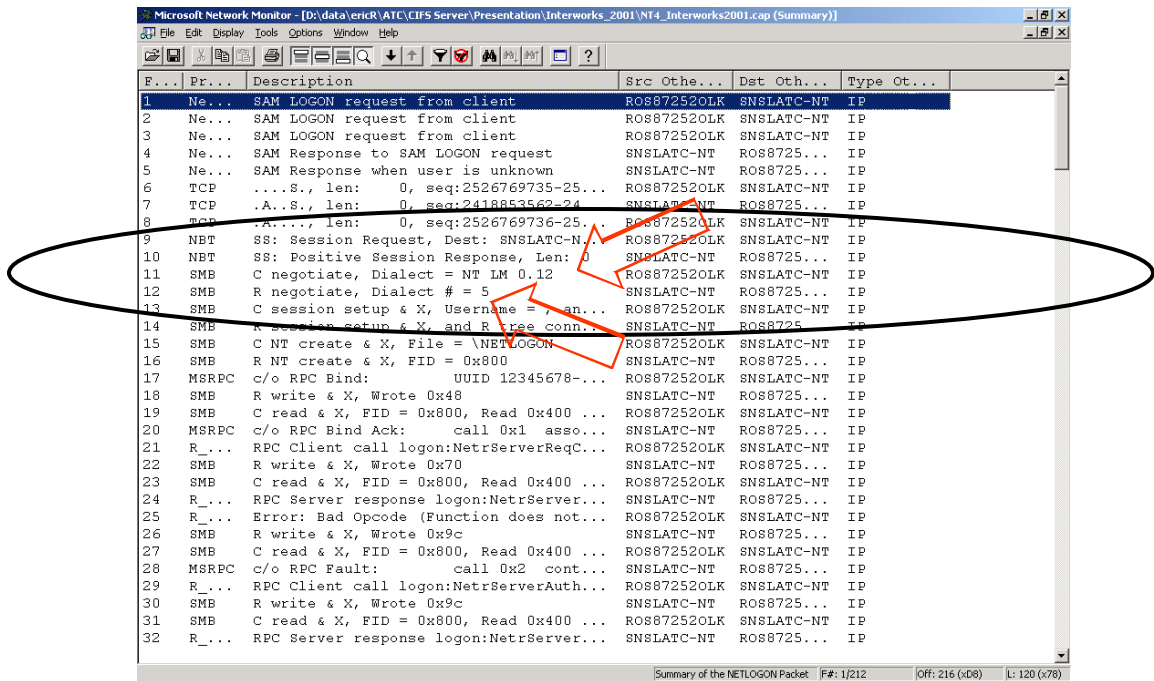 Microsoft Network Monitor - [D:\data\ericR\ATC\CIFS Server\Presentation\Interworks_2001\NT4_Interworks2001.cap (Summary)]
File Edit Display Tools Options Window Help
F... Pr... Description Src Othe... Dst Oth... Type Ot...
1 Ne... SAM LOGON request from client ROS87252OLK SNSLATC-NT IP
2 Ne... SAM LOGON request from client ROS87252OLK SNSLATC-NT IP
3 Ne... SAM LOGON request from client ROS87252OLK SNSLATC-NT IP
4 Ne... SAM Response to SAM LOGON request SNSLATC-NT ROS8725... IP
5 Ne... SAM Response when user is unknown SNSLATC-NT ROS8725... IP
6 TCP ....S., len: 0, seq:2526769735-25... ROS87252OLK SNSLATC-NT IP
7 TCP .A..S., len: 0, seq:2418853562-24... SNSLATC-NT ROS8725... IP
8 TCP .A...., len: 0, seq:2526769736-25... ROS87252OLK SNSLATC-NT IP
9 NBT SS: Session Request, Dest: SNSLATC-N... ROS87252OLK SNSLATC-NT IP
10 NBT SS: Positive Session Response, Len: 0 SNSLATC-NT ROS8725... IP
11 SMB C negotiate, Dialect = NT LM 0.12 ROS87252OLK SNSLATC-NT IP
12 SMB R negotiate, Dialect # = 5 SNSLATC-NT ROS8725... IP
13 SMB C session setup & X, Username = , an... ROS87252OLK SNSLATC-NT IP
14 SMB R session setup & X, and R tree conn... SNSLATC-NT ROS8725... IP
15 SMB C NT create & X, File = \NETLOGON ROS87252OLK SNSLATC-NT IP
16 SMB R NT create & X, FID = 0x800 SNSLATC-NT ROS8725... IP
17 MSRPC c/o RPC Bind: UUID 12345678-... ROS87252OLK SNSLATC-NT IP
18 SMB R write & X, Wrote 0x48 SNSLATC-NT ROS8725... IP
19 SMB C read & X, FID = 0x800, Read 0x400 ... ROS87252OLK SNSLATC-NT IP
20 MSRPC c/o RPC Bind Ack: call 0x1 asso... SNSLATC-NT ROS8725... IP
21 R_... RPC Client call logon:NetrServerReqC... ROS87252OLK SNSLATC-NT IP
22 SMB R write & X, Wrote 0x70 SNSLATC-NT ROS8725... IP
23 SMB C read & X, FID = 0x800, Read 0x400 ... ROS87252OLK SNSLATC-NT IP
24 R_... RPC Server response logon:NetrServer... SNSLATC-NT ROS8725... IP
25 R_... Error: Bad Opcode (Function does not... ROS87252OLK SNSLATC-NT IP
26 SMB R write & X, Wrote 0x9c SNSLATC-NT ROS8725... IP
27 SMB C read & X, FID = 0x800, Read 0x400 ... ROS87252OLK SNSLATC-NT IP
28 MSRPC c/o RPC Fault: call 0x2 cont... SNSLATC-NT ROS8725... IP
29 R_... RPC Client call logon:NetrServerAuth... ROS87252OLK SNSLATC-NT IP
30 SMB R write & X, Wrote 0x9c SNSLATC-NT ROS8725... IP
31 SMB C read & X, FID = 0x800, Read 0x400 ... ROS87252OLK SNSLATC-NT IP
32 R_... RPC Server response logon:NetrServer... SNSLATC-NT ROS8725... IP
Summary of the NETLOGON Packet F#: 1/212 Off: 216 (xD8) L: 120 (x78)